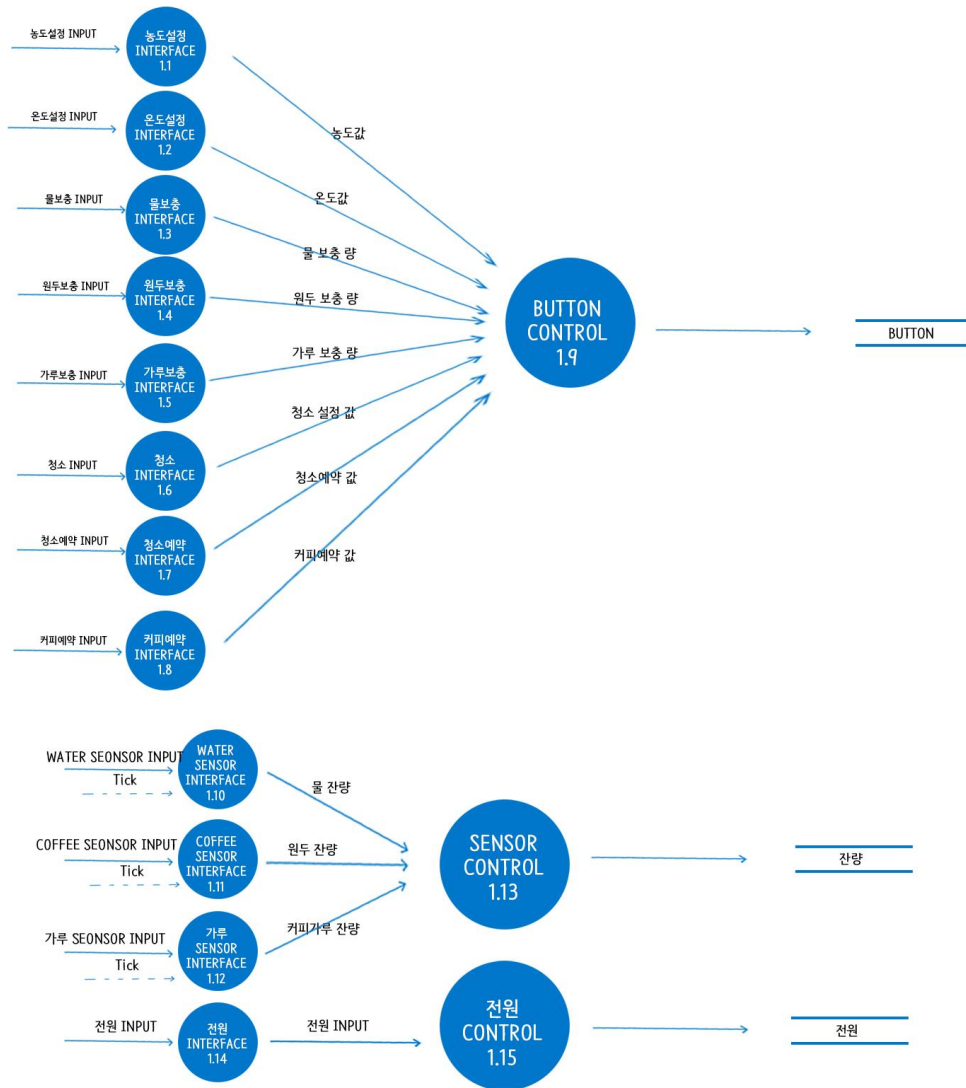 농도설정 INPUT
농도설정
INTERFACE
1.1
농도값
온도설정 INPUT
온도설정
INTERFACE
1.2
온도값
물보충 INPUT
물보충
INTERFACE
1.3
물 보충 량
원두보충 INPUT
원두보충
INTERFACE
1.4
원두 보충 량
가루보충 INPUT
가루보충
INTERFACE
1.5
가루 보충 량
청소 INPUT
청소
INTERFACE
1.6
청소 설정 값
청소예약 INPUT
청소예약
INTERFACE
1.7
청소예약 값
커피예약 INPUT
커피예약
INTERFACE
1.8
커피예약 값
BUTTON
CONTROL
1.9
BUTTON
WATER SEONSOR INPUT
Tick
WATER
SENSOR
INTERFACE
1.10
물 잔량
COFFEE SEONSOR INPUT
Tick
COFFEE
SENSOR
INTERFACE
1.11
원두 잔량
가루 SEONSOR INPUT
Tick
가루
SENSOR
INTERFACE
1.12
커피가루 잔량
SENSOR
CONTROL
1.13
잔량
전원 INPUT
전원
INTERFACE
1.14
전원 INPUT
전원
CONTROL
1.15
전원